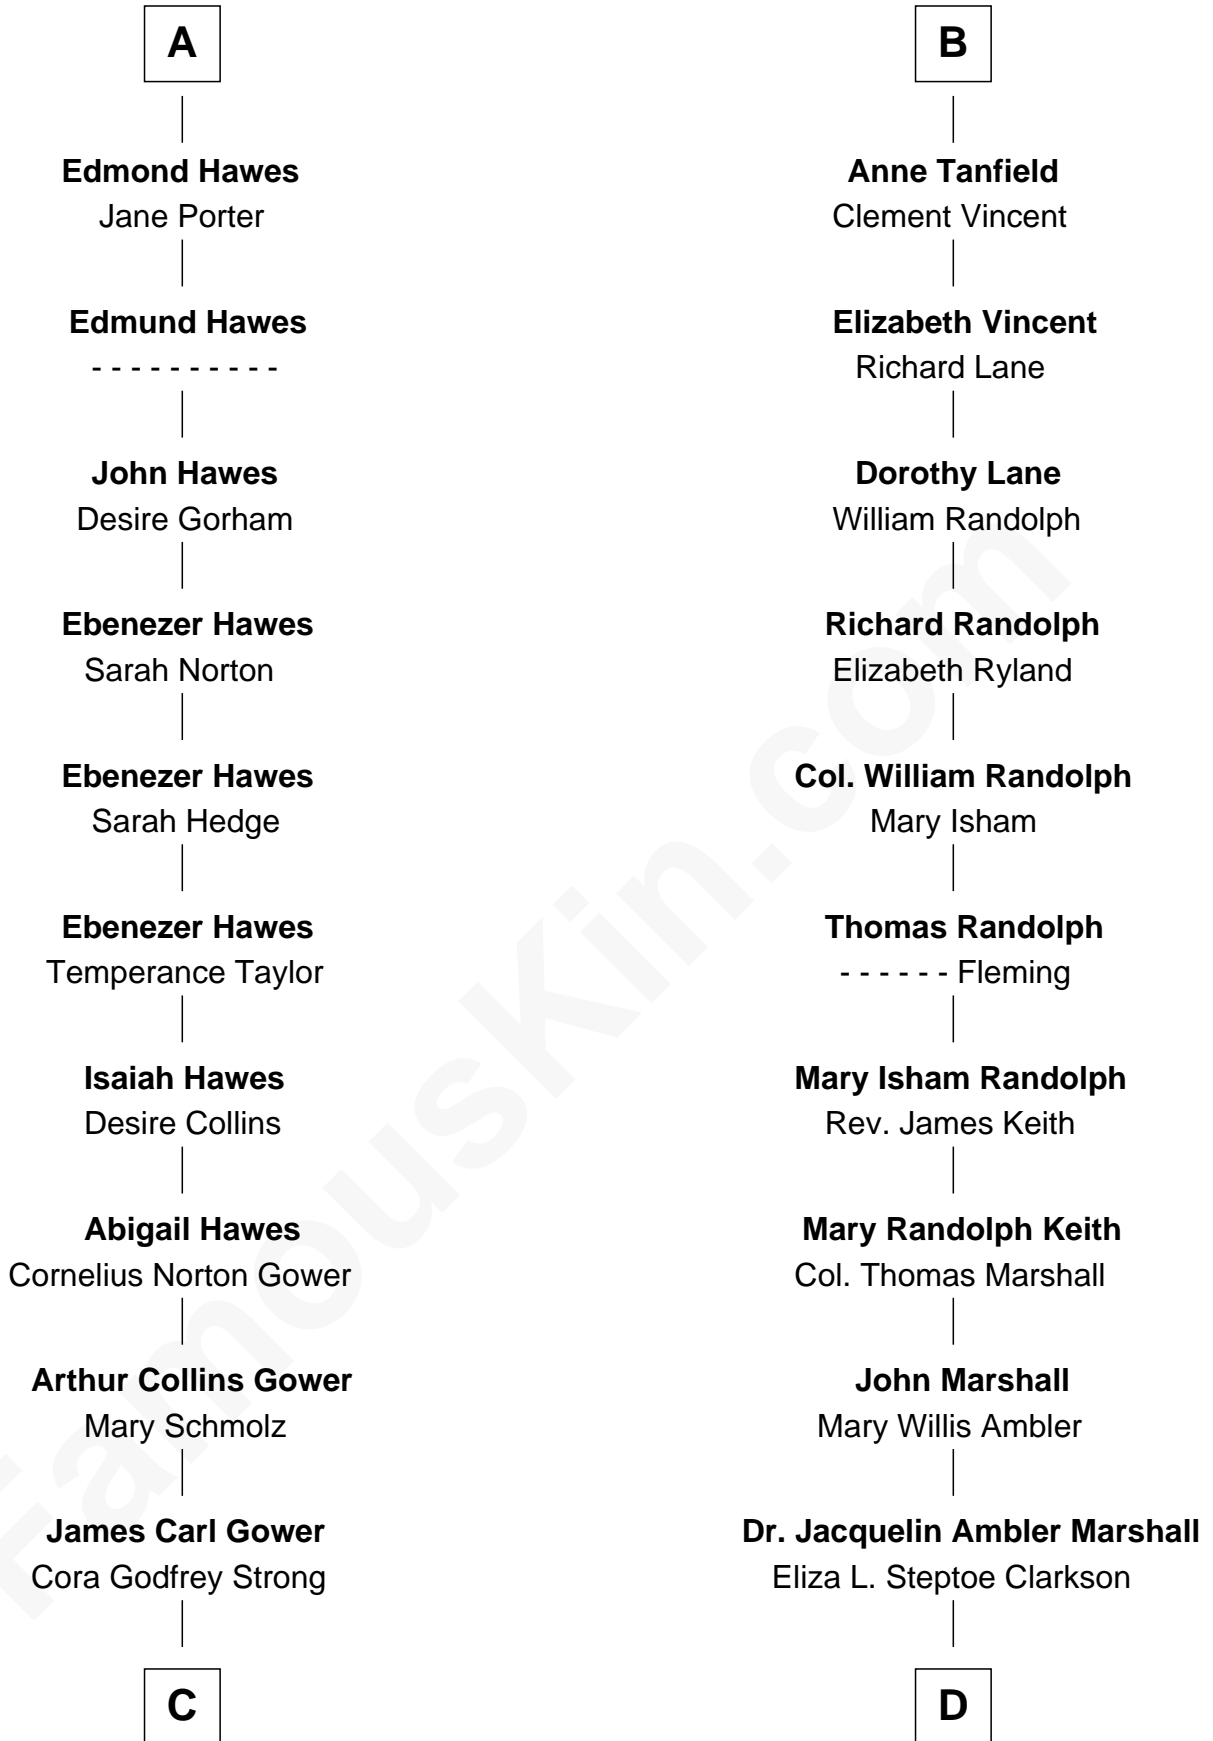 A
Edmond Hawes
Jane Porter
Edmund Hawes
- - - - - - - - - -
John Hawes
Desire Gorham
Ebenezer Hawes
Sarah Norton
Ebenezer Hawes
Sarah Hedge
Ebenezer Hawes
Temperance Taylor
Isaiah Hawes
Desire Collins
Abigail Hawes
Cornelius Norton Gower
Arthur Collins Gower
Mary Schmolz
James Carl Gower
Cora Godfrey Strong
C
B
Anne Tanfield
Clement Vincent
Elizabeth Vincent
Richard Lane
Dorothy Lane
William Randolph
Richard Randolph
Elizabeth Ryland
Col. William Randolph
Mary Isham
Thomas Randolph
- - - - - - Fleming
Mary Isham Randolph
Rev. James Keith
Mary Randolph Keith
Col. Thomas Marshall
John Marshall
Mary Willis Ambler
Dr. Jacquelin Ambler Marshall
Eliza L. Steptoe Clarkson
D
FamousKin.com